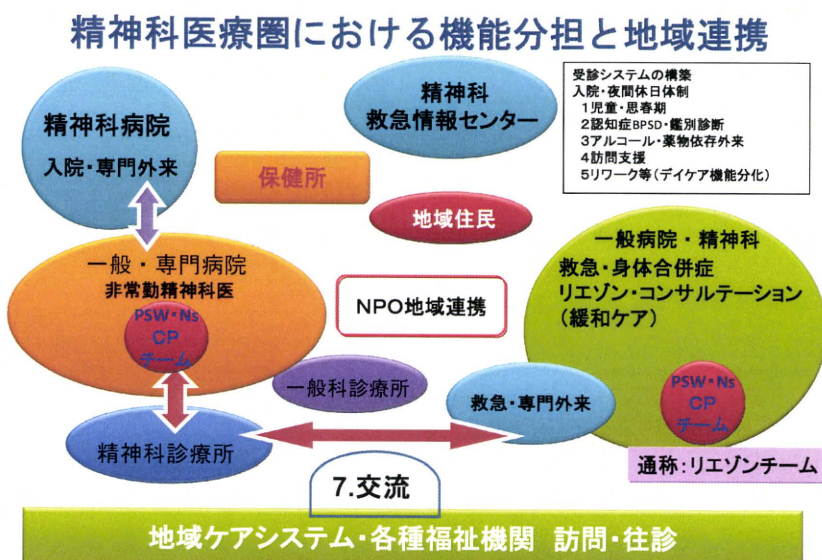 精神科医療圏における機能分担と地域連携
精神科病院
入院・専門外来
精神科
救急情報センター
受診システムの構築
入院・夜間休日体制
1児童・思春期
2認知症BPSD・鑑別診断
3アルコール・薬物依存外来
4訪問支援
5リワーク等(デイケア機能分化)
保健所
地域住民
一般・専門病院
非常勤精神科医
PSW・Ns
CP
チーム
NPO地域連携
一般病院・精神科
救急・身体合併症
リエゾン・コンサルテーション
(緩和ケア)
一般科診療所
救急・専門外来
PSW・Ns
CP
チーム
精神科診療所
通称:リエゾンチーム
7.交流
地域ケアシステム・各種福祉機関 訪問・往診